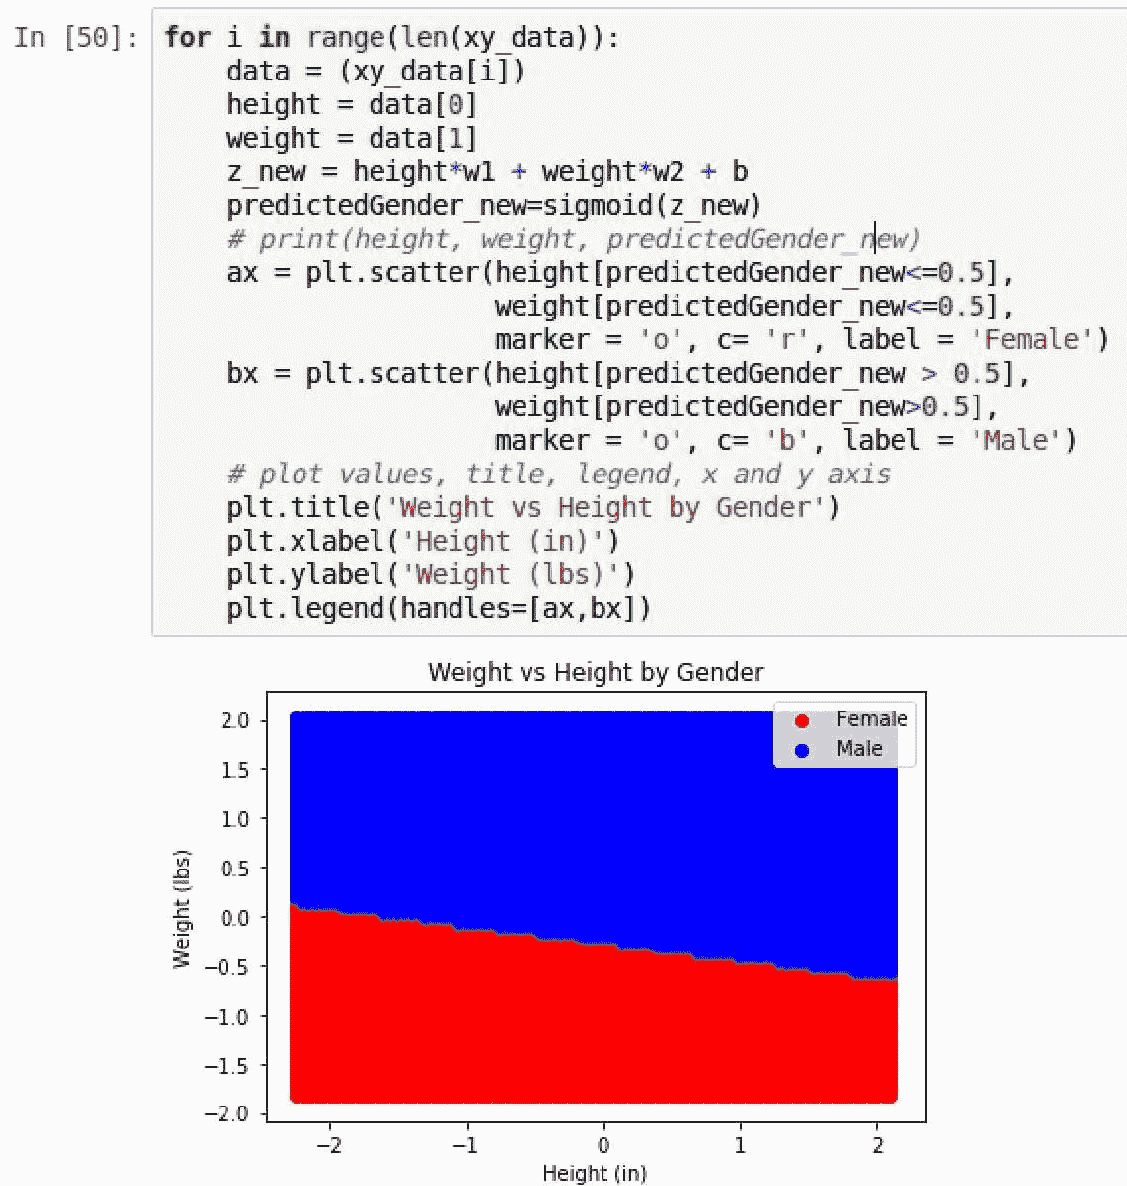 In [50]: for i in range(len(xy_data)):
data = (xy_data[i])
height = data[0]
weight = data[1]
z_new = height*w1 + weight*w2 + b
predictedGender_new=sigmoid(z_new)
# print(height, weight, predictedGender_new)
ax = plt.scatter(height[predictedGender_new<=0.5],
weight[predictedGender_new<=0.5],
marker = 'o', c= 'r', label = 'Female')
bx = plt.scatter(height[predictedGender_new > 0.5],
weight[predictedGender_new>0.5],
marker = 'o', c= 'b', label = 'Male')
# plot values, title, legend, x and y axis
plt.title('Weight vs Height by Gender')
plt.xlabel('Height (in)')
plt.ylabel('Weight (lbs)')
plt.legend(handles=[ax,bx])
Weight vs Height by Gender
Female
Male
2.0
1.5
1.0
0.5
0.0
−0.5
−1.0
−1.5
−2.0
Weight (lbs)
−2 −1 0 1 2
Height (in)